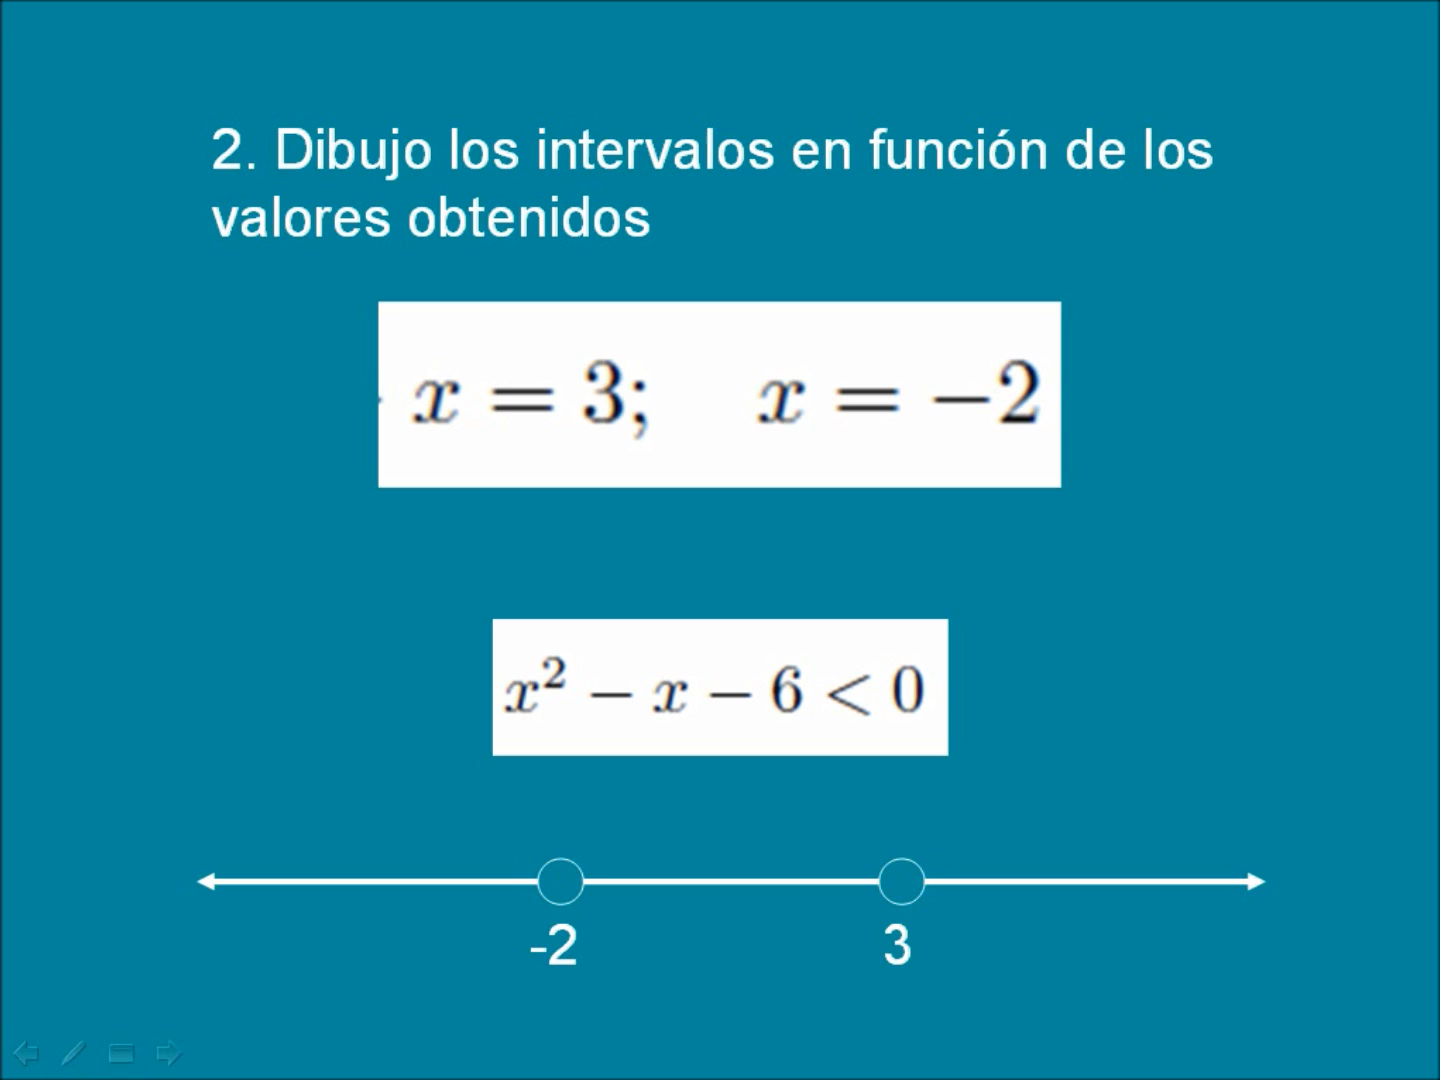 2. Dibujo los intervalos en función de los
valores obtenidos
x = 3; x = −2
x² − x − 6 < 0
-2 3